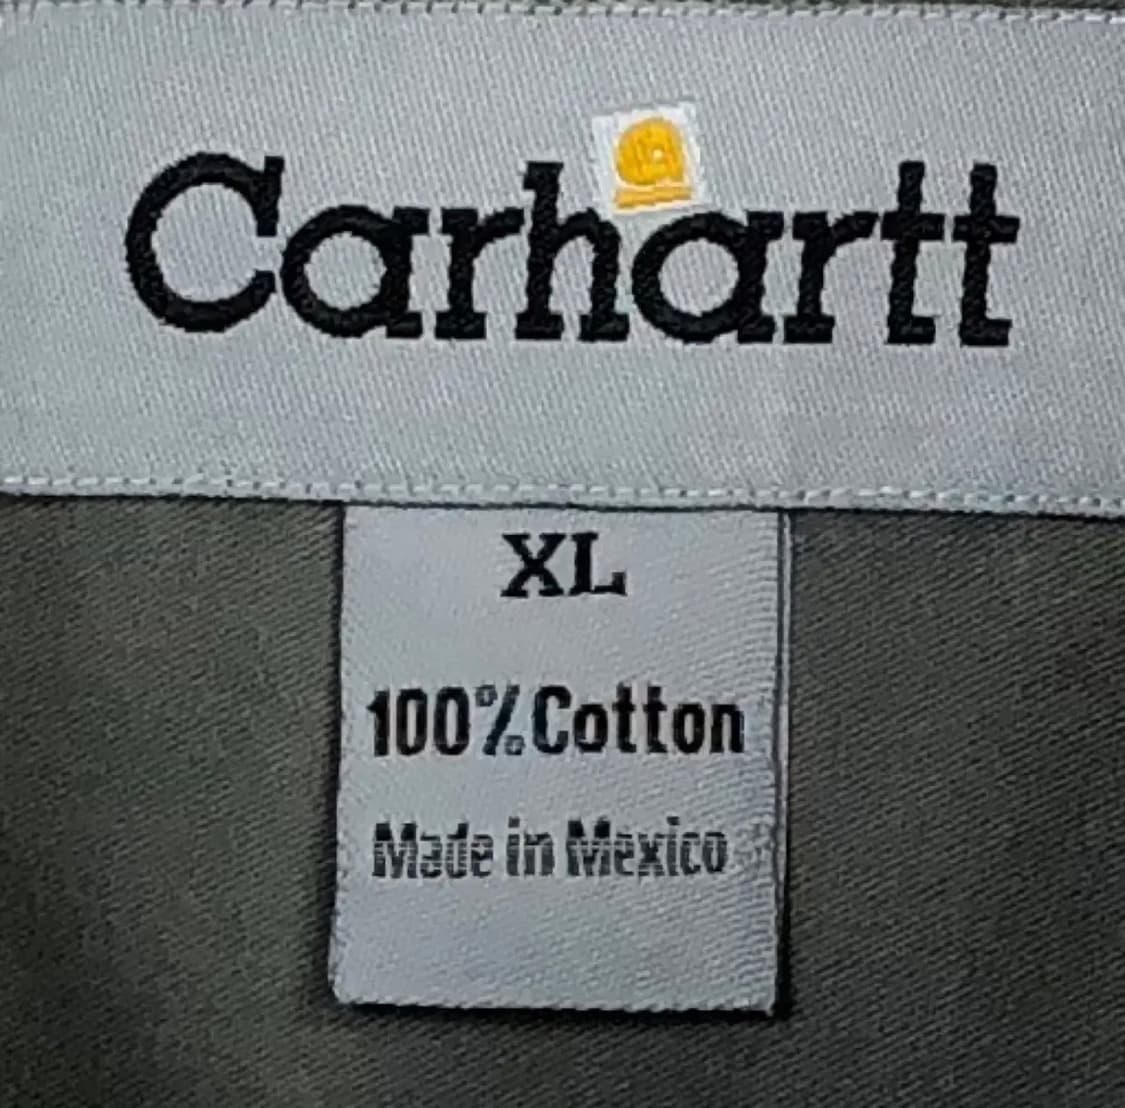 Carhartt
XL
100% Cotton
Made in Mexico